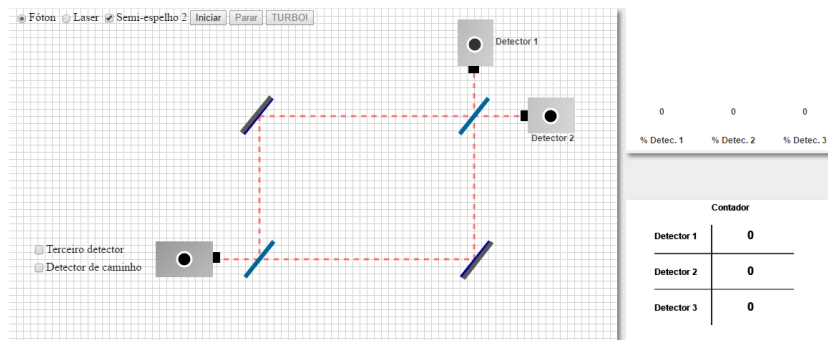 Fóton Laser Semi-espelho 2 Iniciar Parar TURBO!
Detector 1
Detector 2
Terceiro detector
Detector de caminho
0 0 0
% Detec. 1 % Detec. 2 % Detec. 3
Contador
Detector 1 0
Detector 2 0
Detector 3 0